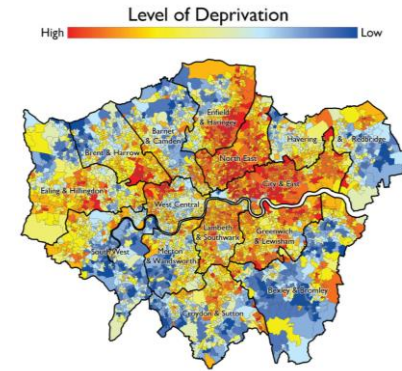 Level of Deprivation
High Low
Enfield
& Haringey
Barnet
& Camden
Havering & Redbridge
Brent & Harrow
North East
Ealing & Hillingdon
City & East
West Central
Lambeth
& Southwark
Greenwich
& Lewisham
South West
Merton
& Wandsworth
Bexley & Bromley
Croydon & Sutton